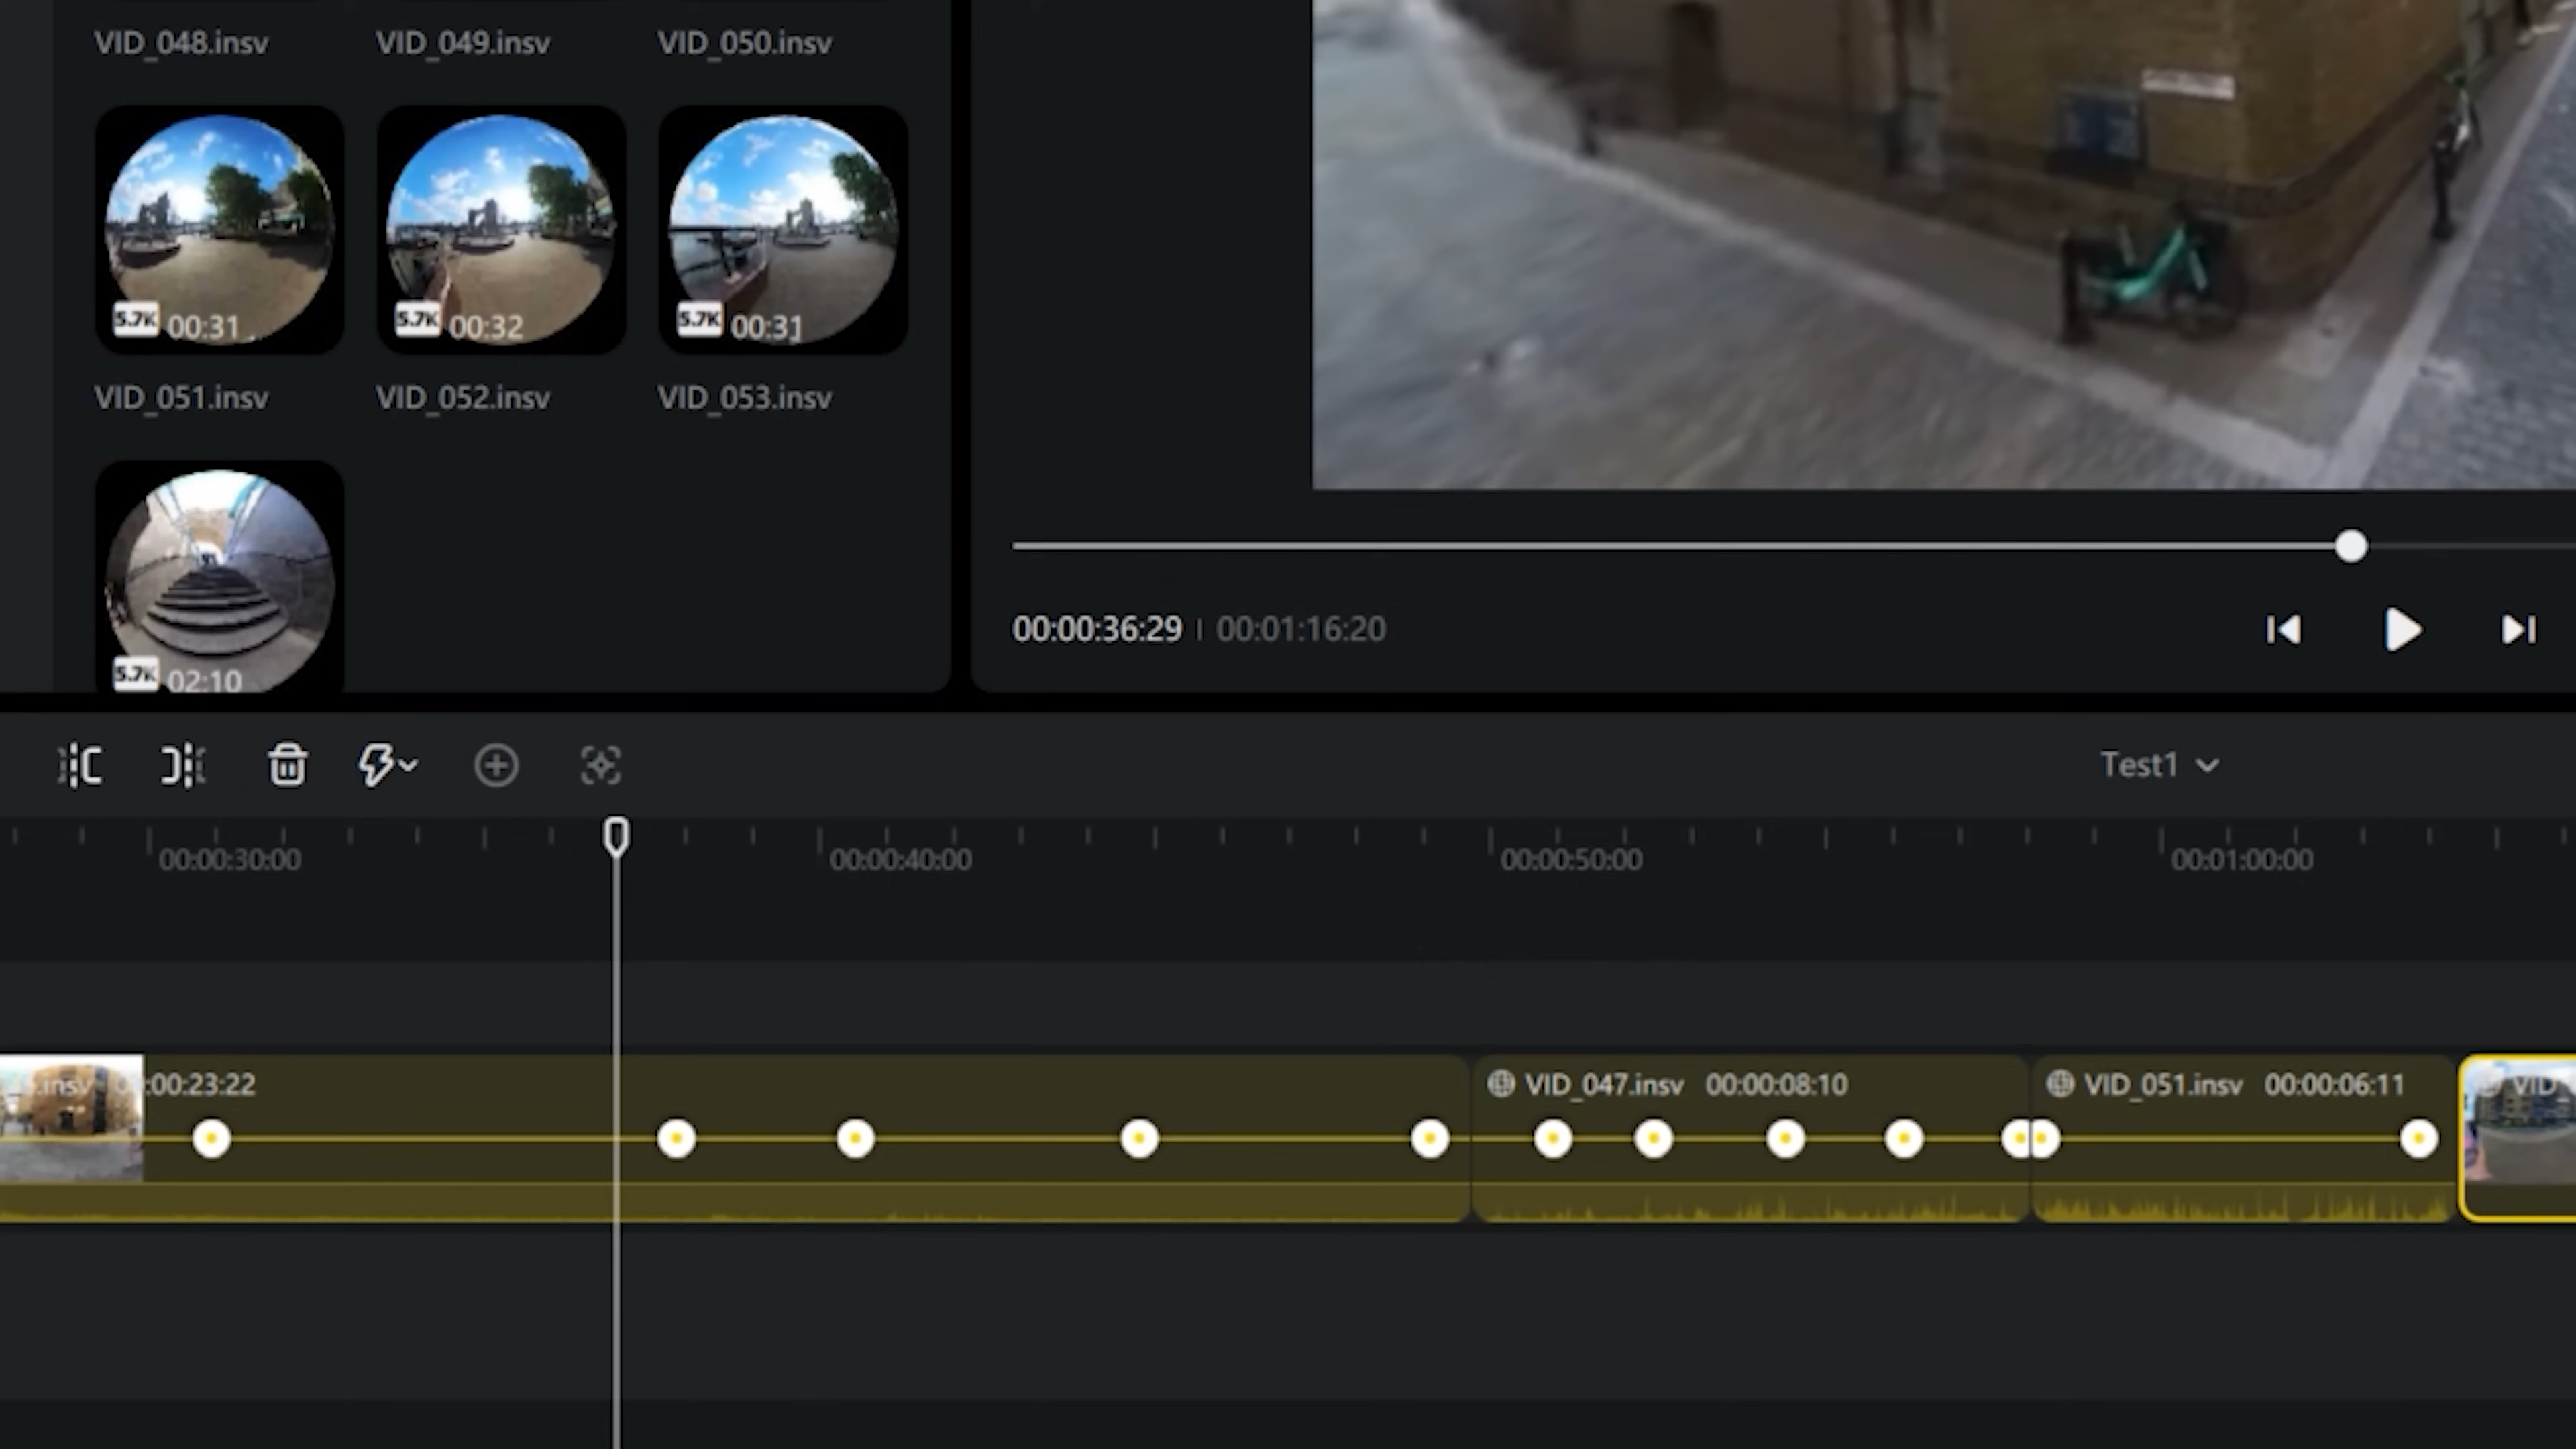 VID_048.insv VID_049.insv VID_050.insv
5.7K 00:31 5.7K 00:32 5.7K 00:31
VID_051.insv VID_052.insv VID_053.insv
5.7K 02:10
00:00:36:29 00:01:16:20
Test1
00:00:30:00 00:00:40:00 00:00:50:00 00:01:00:00
.insv :00:23:22 VID_047.insv 00:00:08:10 VID_051.insv 00:00:06:11 VID_